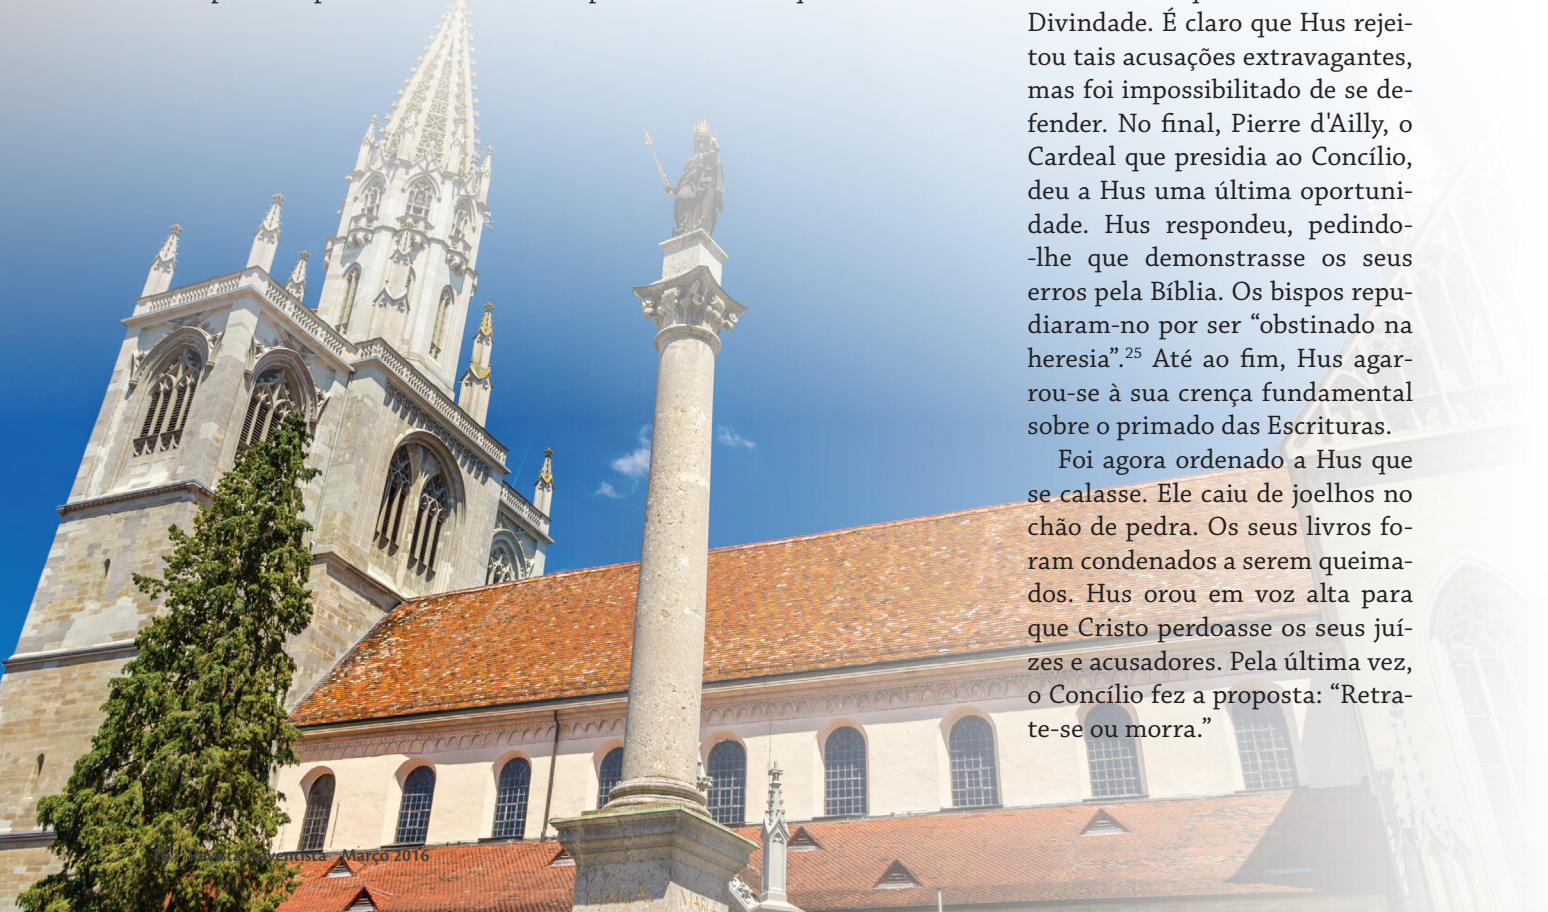 Divindade. É claro que Hus rejei-
tou tais acusações extravagantes,
mas foi impossibilitado de se de-
fender. No final, Pierre d'Ailly, o
Cardeal que presidia ao Concílio,
deu a Hus uma última oportuni-
dade. Hus respondeu, pedindo-
-lhe que demonstrasse os seus
erros pela Bíblia. Os bispos repu-
diaram-no por ser “obstinado na
heresia”.25 Até ao fim, Hus agar-
rou-se à sua crença fundamental
sobre o primado das Escrituras.
Foi agora ordenado a Hus que
se calasse. Ele caiu de joelhos no
chão de pedra. Os seus livros fo-
ram condenados a serem queima-
dos. Hus orou em voz alta para
que Cristo perdoasse os seus juí-
zes e acusadores. Pela última vez,
o Concílio fez a proposta: “Retra-
te-se ou morra.”
Março 2016
MARIA